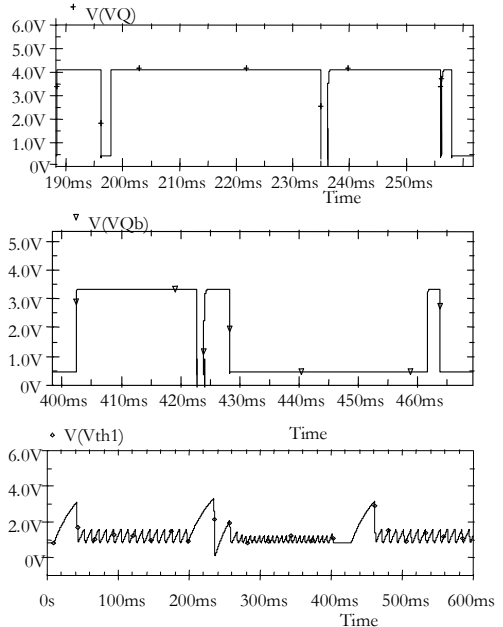 V(VQ)
6.0V
5.0V
4.0V
3.0V
2.0V
1.0V
0V
190ms 200ms 210ms 220ms 230ms 240ms 250ms
Time
V(VQb)
5.0V
4.0V
3.0V
2.0V
1.0V
0V
400ms 410ms 420ms 430ms 440ms 450ms 460ms
Time
V(Vth1)
6.0V
4.0V
2.0V
0V
0s 100ms 200ms 300ms 400ms 500ms 600ms
Time